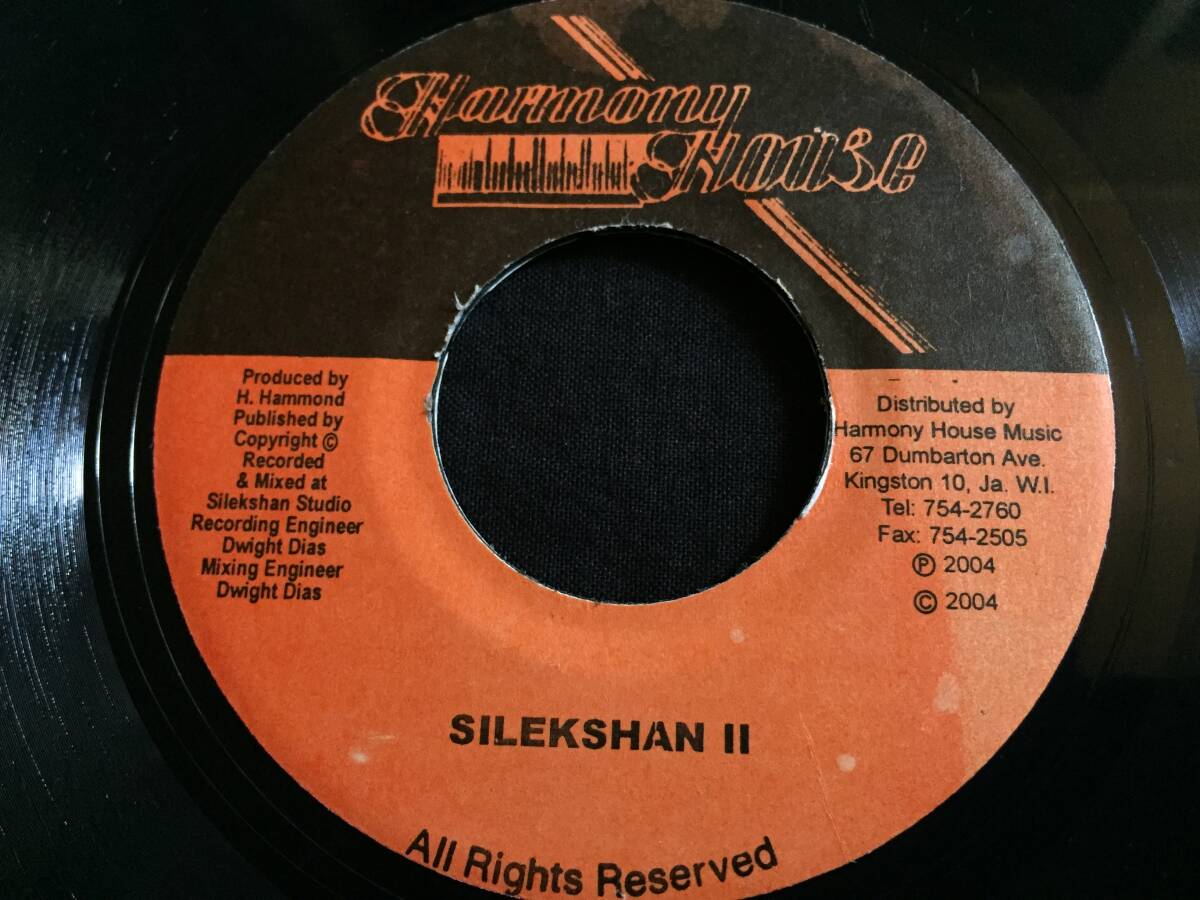 Harmony
House
Produced by
H. Hammond
Published by
Copyright ©
Recorded
& Mixed at
Silekshan Studio
Recording Engineer
Dwight Dias
Mixing Engineer
Dwight Dias
Distributed by
Harmony House Music
67 Dumbarton Ave.
Kingston 10, Ja. W.I.
Tel: 754-2760
Fax: 754-2505
℗ 2004
© 2004
SILEKSHAN II
All Rights Reserved